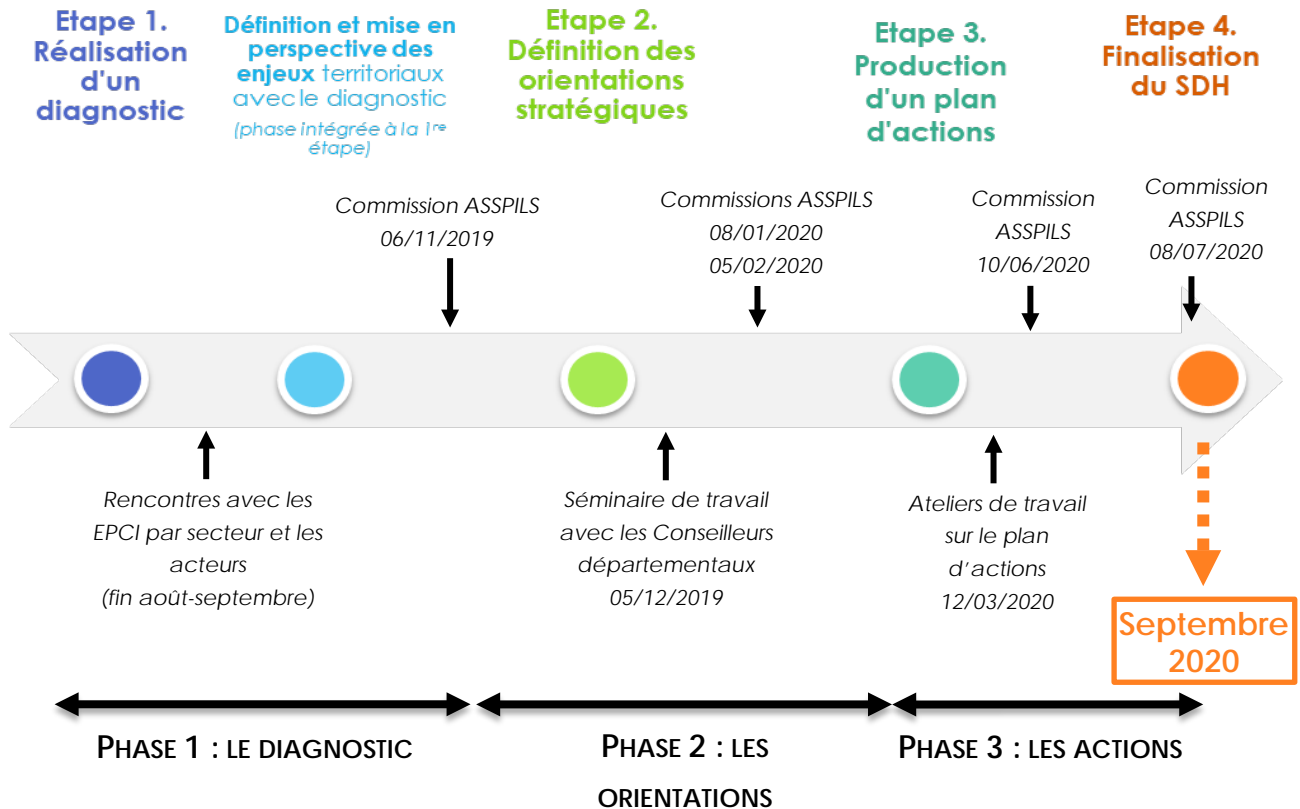 Etape 1.
Réalisation
d'un
diagnostic
Définition et mise en
perspective des
enjeux territoriaux
avec le diagnostic
(phase intégrée à la 1re
étape)
Etape 2.
Définition des
orientations
stratégiques
Etape 3.
Production
d'un plan
d'actions
Etape 4.
Finalisation
du SDH
Commission ASSPILS
06/11/2019
Commissions ASSPILS
08/01/2020
05/02/2020
Commission
ASSPILS
10/06/2020
Commission
ASSPILS
08/07/2020
Rencontres avec les
EPCI par secteur et les
acteurs
(fin août-septembre)
Séminaire de travail
avec les Conseilleurs
départementaux
05/12/2019
Ateliers de travail
sur le plan
d’actions
12/03/2020
Septembre
2020
PHASE 1 : LE DIAGNOSTIC
PHASE 2 : LES
ORIENTATIONS
PHASE 3 : LES ACTIONS